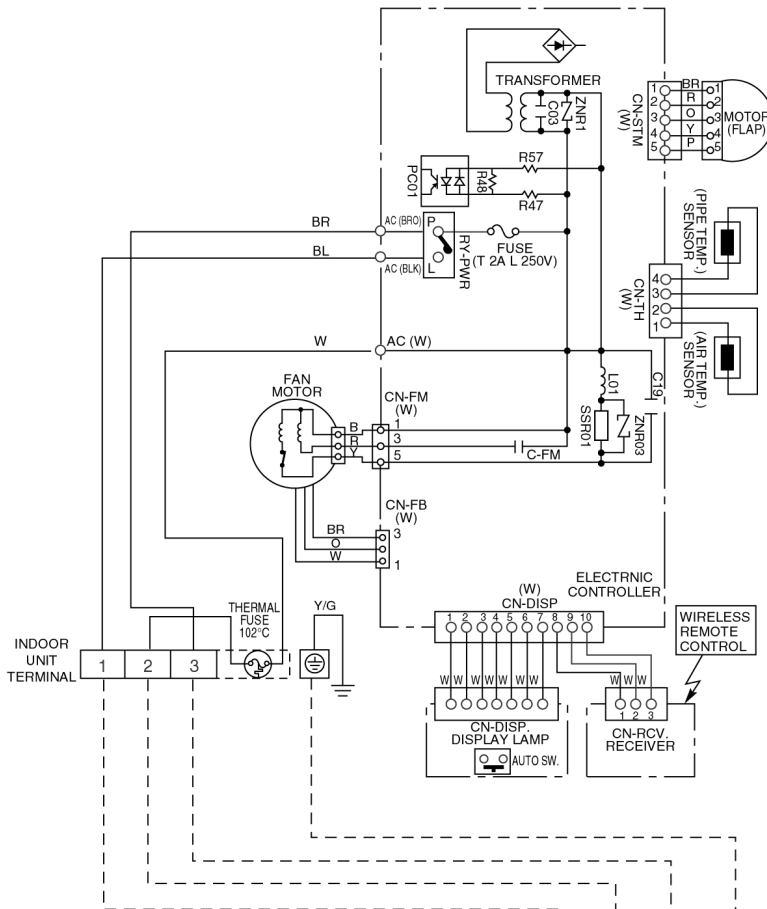 TRANSFORMER
C03
ZNR1
CN-STM
(W)
1
2
3
4
5
BR
R
O
Y
P
1
2
3
4
5
MOTOR
(FLAP)
PC01
R57
R48
R47
(PIPE TEMP.)
SENSOR
BR
AC (BRO)
P
RY-PWR
FUSE
(T 2A L 250V)
BL
AC (BLK)
L
CN-TH
(W)
4
3
2
1
W
AC (W)
(AIR TEMP.)
SENSOR
L01
C19
SSR01
ZNR03
FAN
MOTOR
CN-FM
(W)
B
R
Y
1
3
5
C-FM
CN-FB
(W)
BR
O
W
3
1
ELECTRNIC
CONTROLLER
(W)
CN-DISP
1 2 3 4 5 6 7 8 9 10
THERMAL
FUSE
102°C
Y/G
WIRELESS
REMOTE
CONTROL
INDOOR
UNIT
TERMINAL
1 2 3
W W W W W W W
W W W
1 2 3
CN-DISP.
DISPLAY LAMP
AUTO SW.
CN-RCV.
RECEIVER